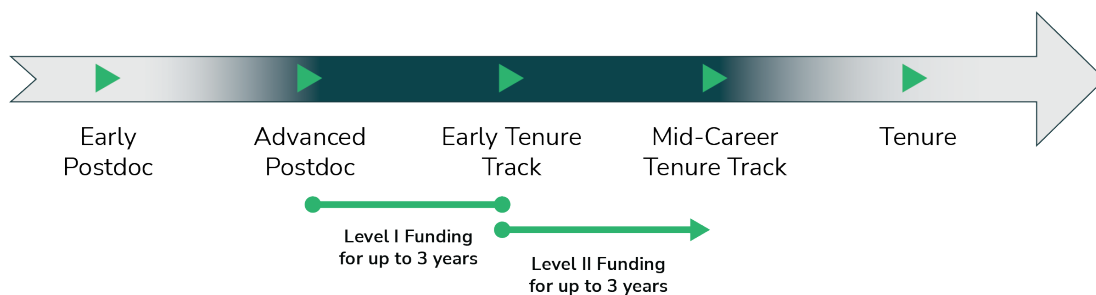 Early
Postdoc
Advanced
Postdoc
Early Tenure
Track
Mid-Career
Tenure Track
Tenure
Level I Funding
for up to 3 years
Level II Funding
for up to 3 years